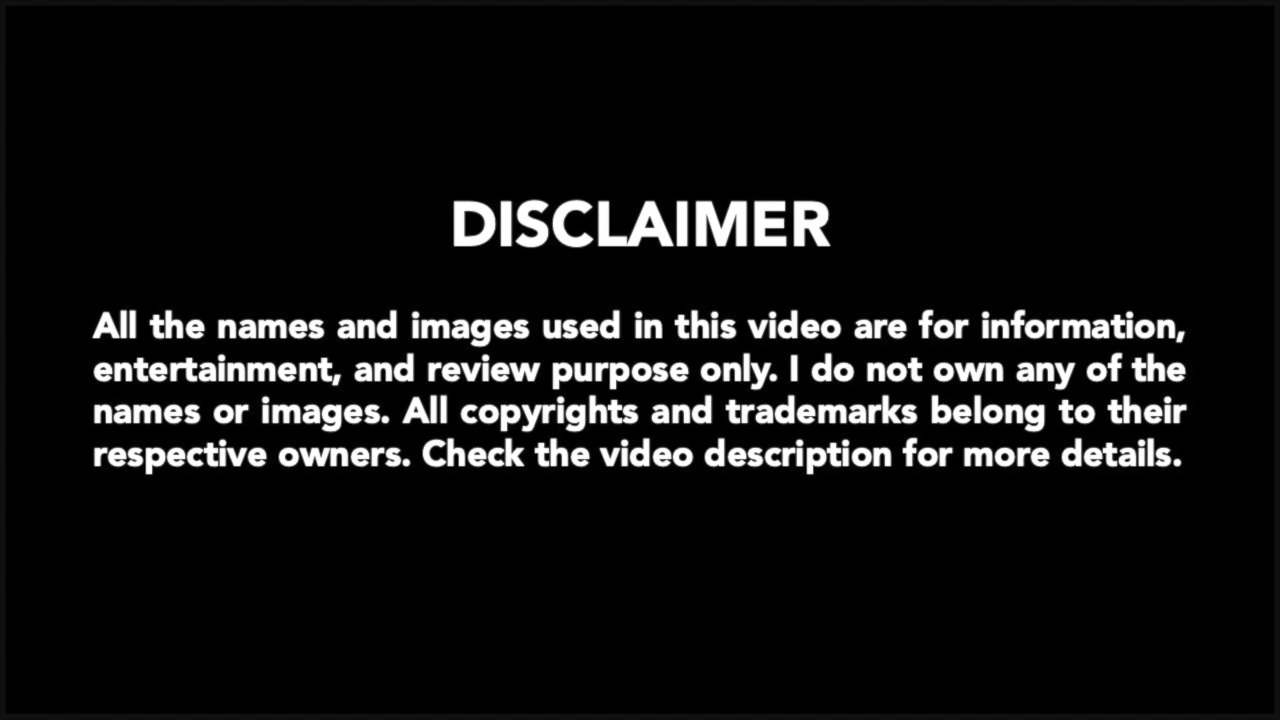 DISCLAIMER
All the names and images used in this video are for information,
entertainment, and review purpose only. I do not own any of the
names or images. All copyrights and trademarks belong to their
respective owners. Check the video description for more details.